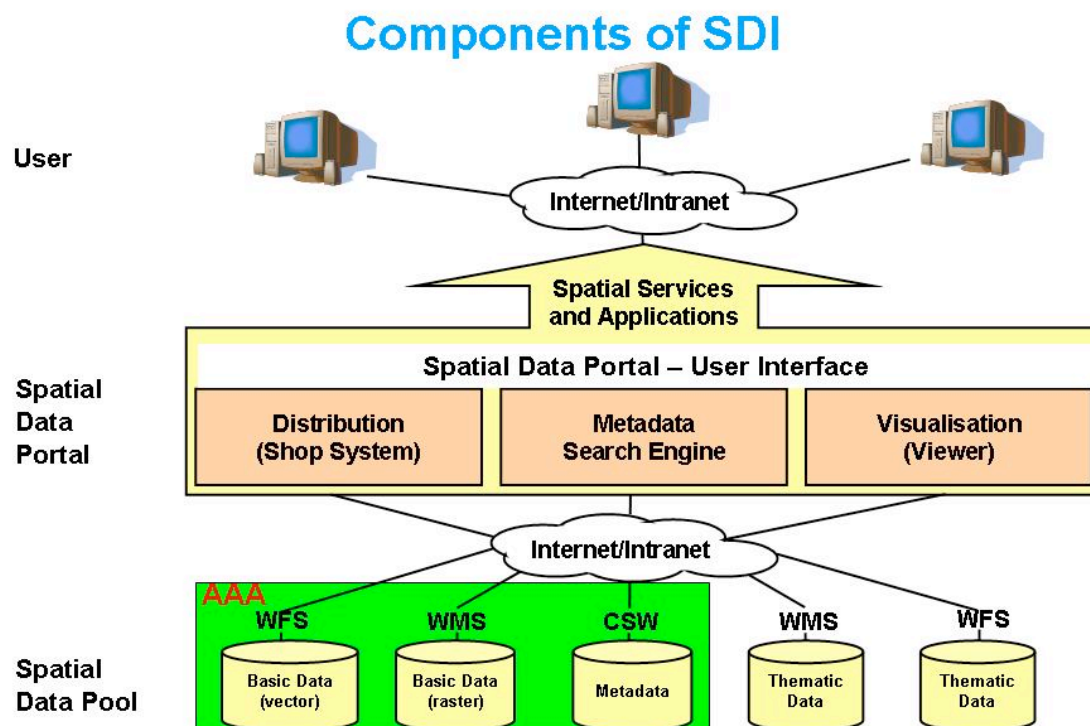 Components of SDI
User
Internet/Intranet
Spatial Services
and Applications
Spatial
Data
Portal
Spatial Data Portal – User Interface
Distribution
(Shop System)
Metadata
Search Engine
Visualisation
(Viewer)
Internet/Intranet
AAA
WFS
WMS
CSW
WMS
WFS
Spatial
Data Pool
Basic Data
(vector)
Basic Data
(raster)
Metadata
Thematic
Data
Thematic
Data